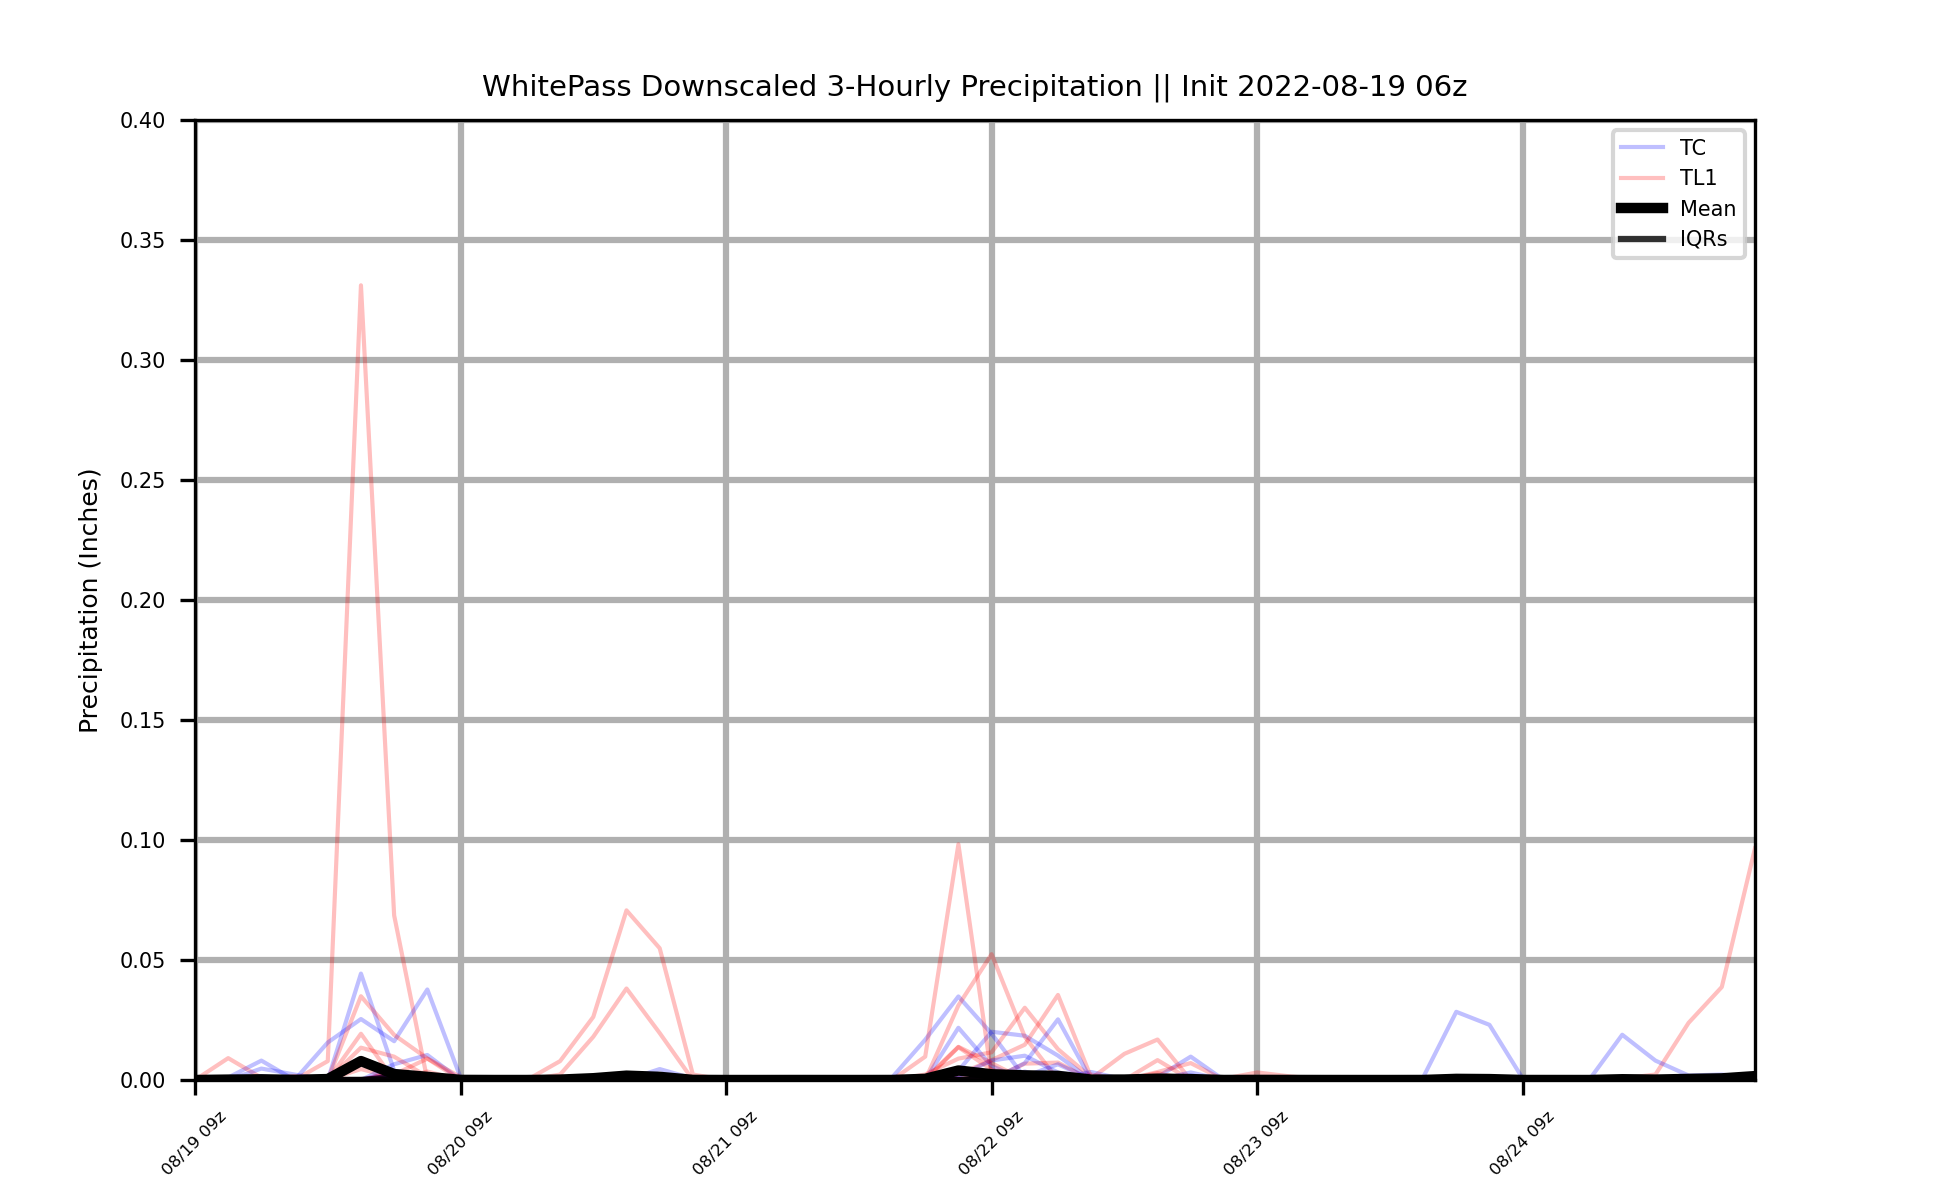 WhitePass Downscaled 3-Hourly Precipitation || Init 2022-08-19 06z
Precipitation (Inches)
0.40
0.35
0.30
0.25
0.20
0.15
0.10
0.05
0.00
TC
TL1
Mean
IQRs
08/19 09z
08/20 09z
08/21 09z
08/22 09z
08/23 09z
08/24 09z